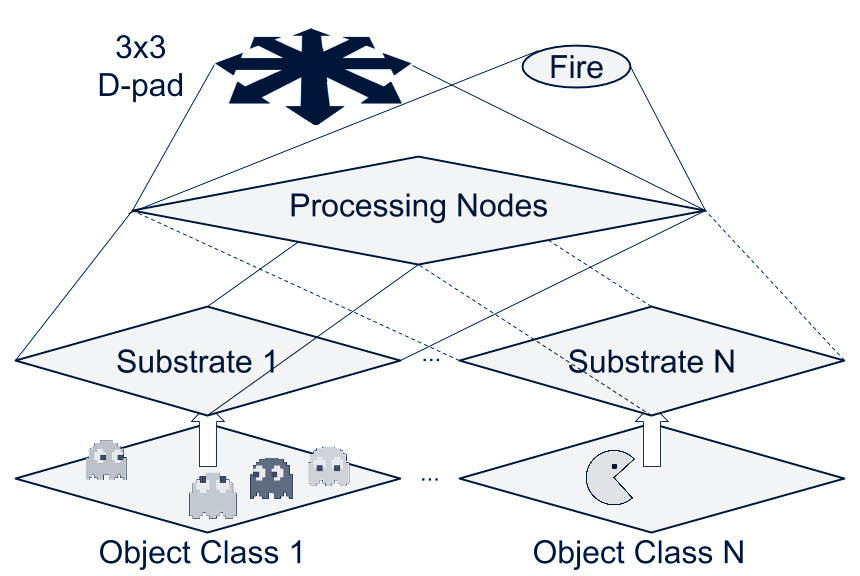 3x3
D-pad
Fire
Processing Nodes
Substrate 1
...
Substrate N
...
Object Class 1
Object Class N